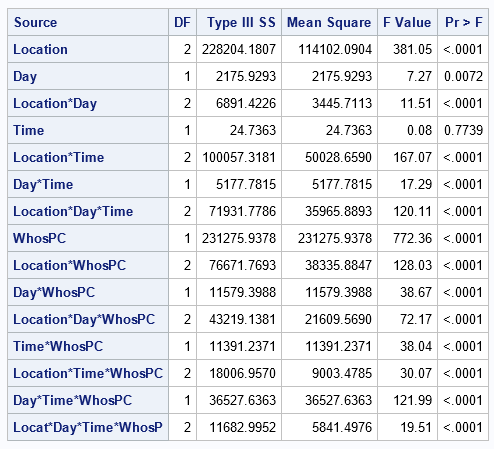 Source DF Type III SS Mean Square F Value Pr > F
Location 2 228204.1807 114102.0904 381.05 <.0001
Day 1 2175.9293 2175.9293 7.27 0.0072
Location*Day 2 6891.4226 3445.7113 11.51 <.0001
Time 1 24.7363 24.7363 0.08 0.7739
Location*Time 2 100057.3181 50028.6590 167.07 <.0001
Day*Time 1 5177.7815 5177.7815 17.29 <.0001
Location*Day*Time 2 71931.7786 35965.8893 120.11 <.0001
WhosPC 1 231275.9378 231275.9378 772.36 <.0001
Location*WhosPC 2 76671.7693 38335.8847 128.03 <.0001
Day*WhosPC 1 11579.3988 11579.3988 38.67 <.0001
Location*Day*WhosPC 2 43219.1381 21609.5690 72.17 <.0001
Time*WhosPC 1 11391.2371 11391.2371 38.04 <.0001
Location*Time*WhosPC 2 18006.9570 9003.4785 30.07 <.0001
Day*Time*WhosPC 1 36527.6363 36527.6363 121.99 <.0001
Locat*Day*Time*WhosP 2 11682.9952 5841.4976 19.51 <.0001